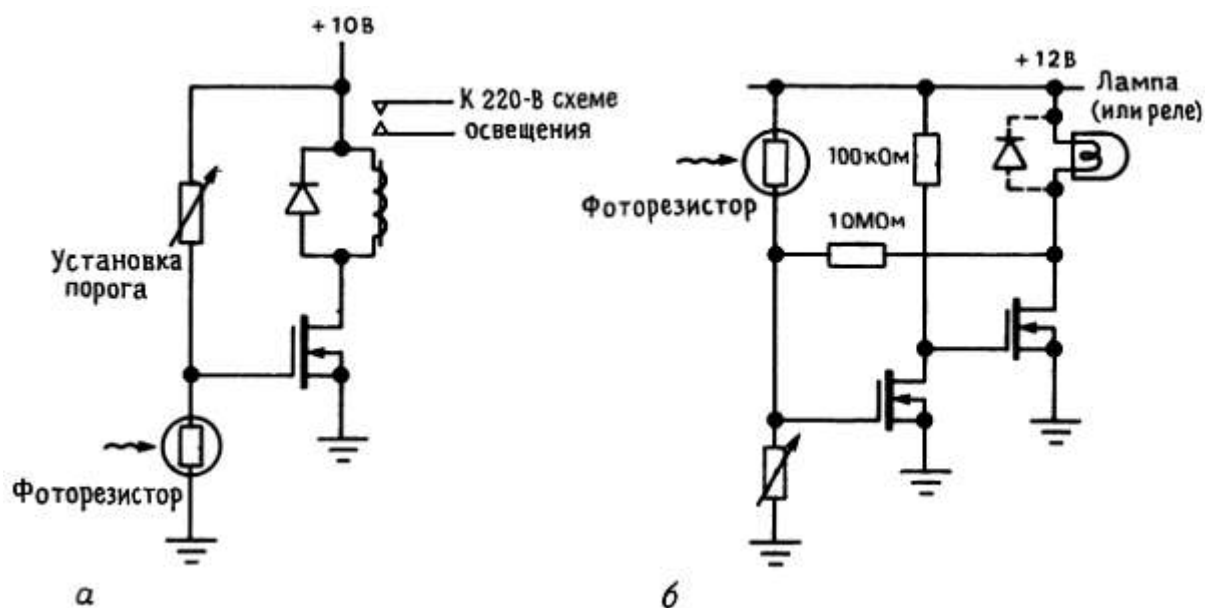 +10В
К 220-В схеме
освещения
Установка
порога
Фоторезистор
а
+12В
Лампа
(или реле)
100кОм
Фоторезистор
10МОм
б